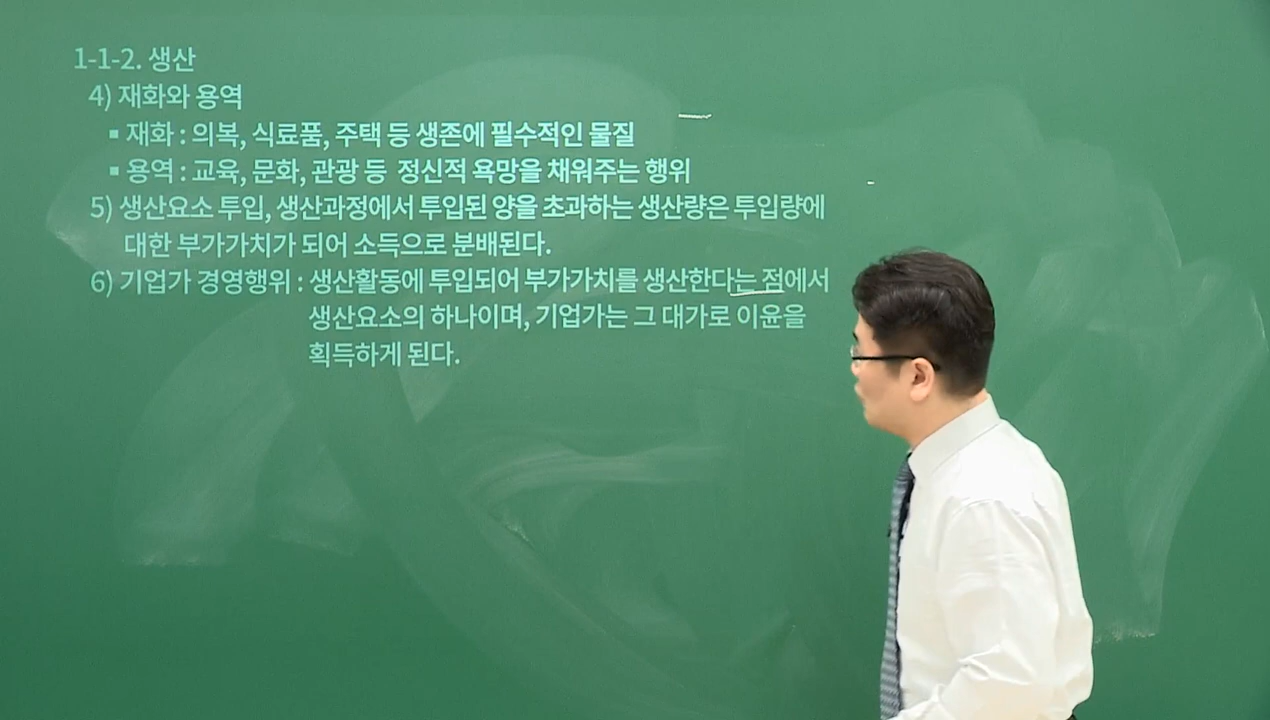 1-1-2. 생산
4) 재화와 용역
▪ 재화 : 의복, 식료품, 주택 등 생존에 필수적인 물질
▪ 용역 : 교육, 문화, 관광 등 정신적 욕망을 채워주는 행위
5) 생산요소 투입, 생산과정에서 투입된 양을 초과하는 생산량은 투입량에
대한 부가가치가 되어 소득으로 분배된다.
6) 기업가 경영행위 : 생산활동에 투입되어 부가가치를 생산한다는 점에서
생산요소의 하나이며, 기업가는 그 대가로 이윤을
획득하게 된다.